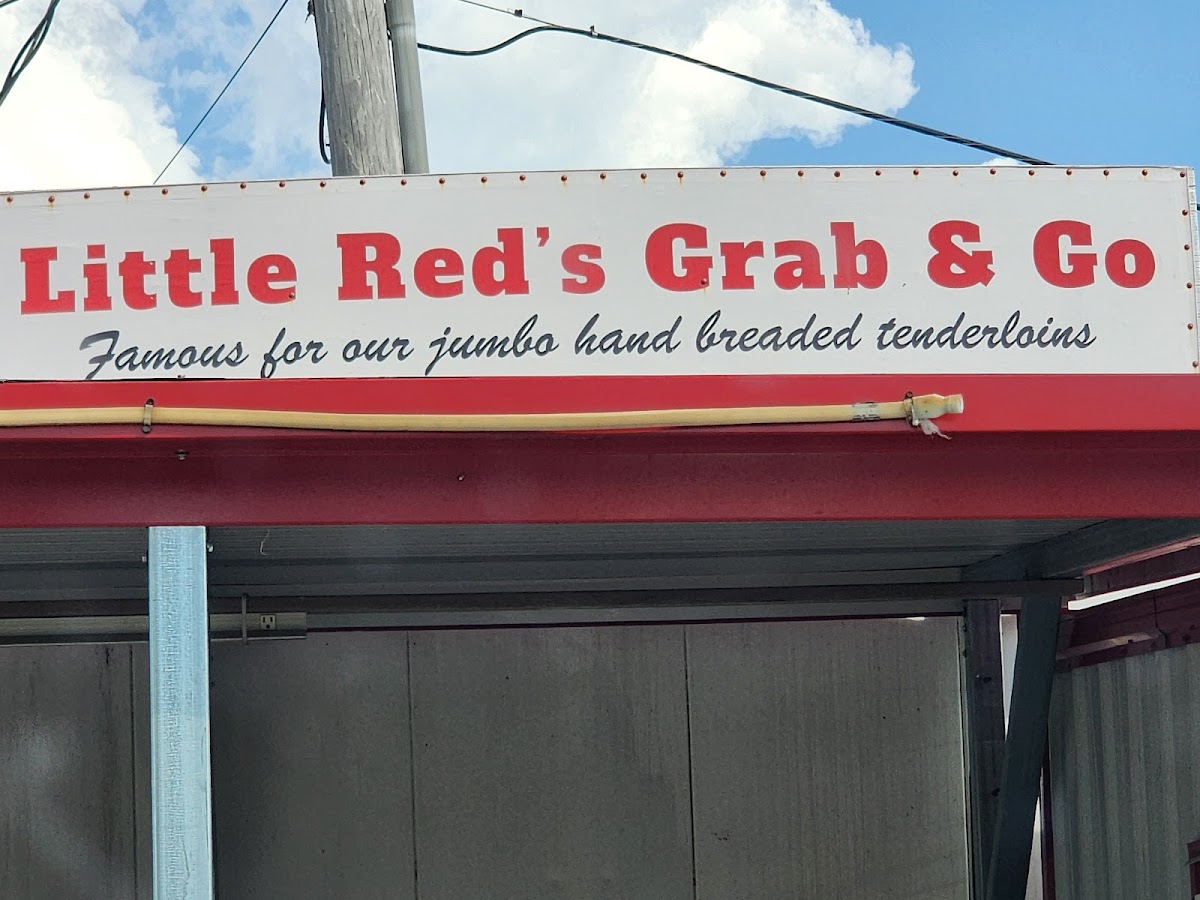 Little Red's Grab & Go
Famous for our jumbo hand breaded tenderloins